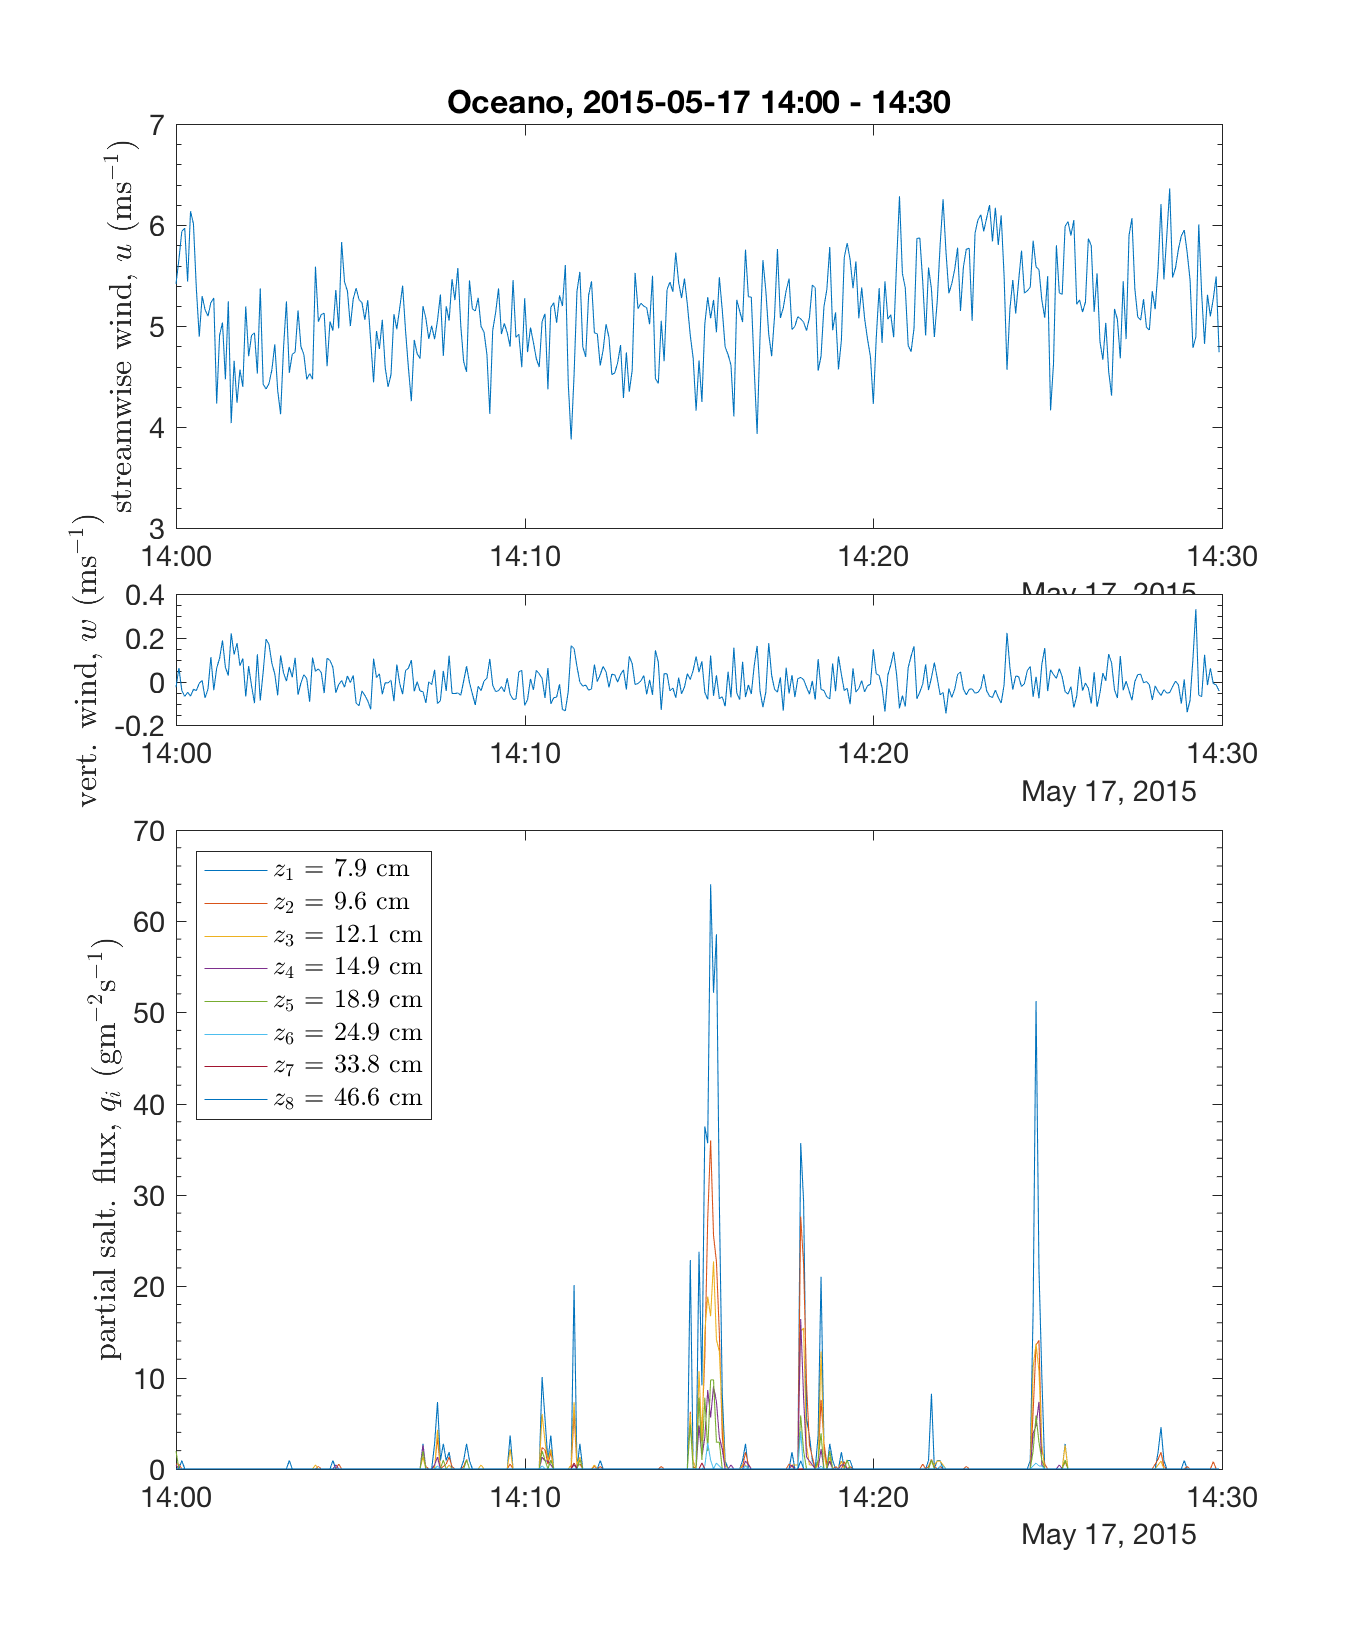 Oceano, 2015-05-17 14:00 - 14:30
streamwise wind, u (ms⁻¹)
7
6
5
4
3
14:00 14:10 14:20 14:30
May 17, 2015
vert. wind, w (ms⁻¹)
0.4
0.2
0
-0.2
14:00 14:10 14:20 14:30
May 17, 2015
partial salt. flux, qᵢ (gm⁻²s⁻¹)
70
60
50
40
30
20
10
0
z₁ = 7.9 cm
z₂ = 9.6 cm
z₃ = 12.1 cm
z₄ = 14.9 cm
z₅ = 18.9 cm
z₆ = 24.9 cm
z₇ = 33.8 cm
z₈ = 46.6 cm
14:00 14:10 14:20 14:30
May 17, 2015